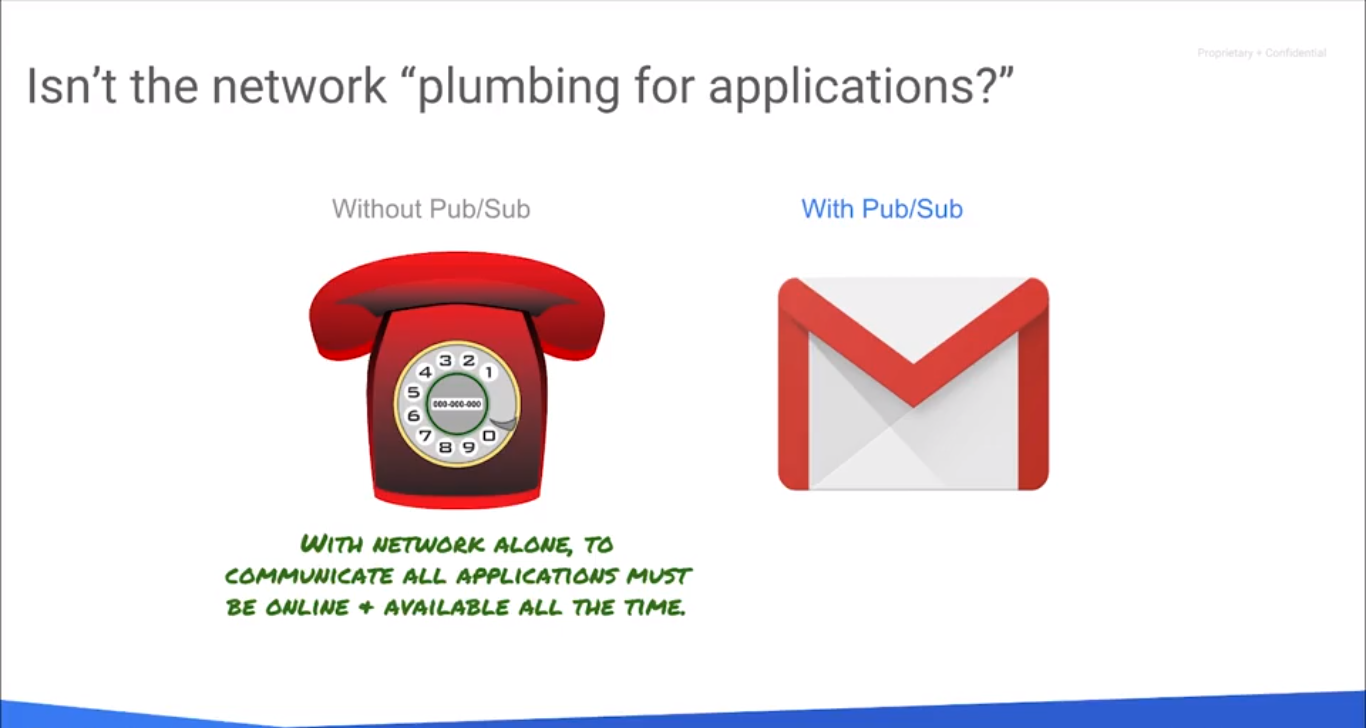 Proprietary + Confidential
Isn’t the network “plumbing for applications?”
Without Pub/Sub
With Pub/Sub
3 2
4 1
5
000-000-000
6
7 0
8 9
WITH NETWORK ALONE, TO
COMMUNICATE ALL APPLICATIONS MUST
BE ONLINE + AVAILABLE ALL THE TIME.